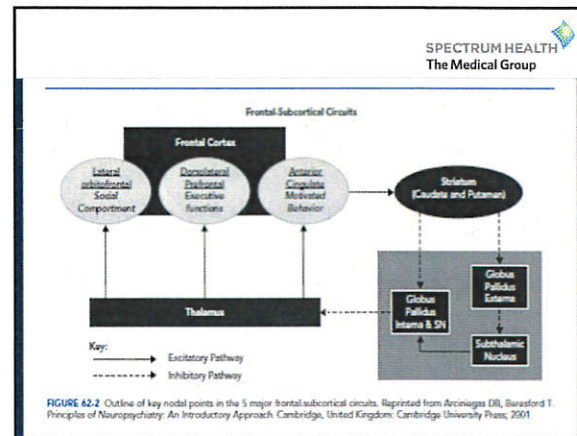 SPECTRUM HEALTH
The Medical Group
Frontal-Subcortical Circuits
Frontal Cortex
Lateral
orbitofrontal
Social
Comportment
Dorsolateral
Prefrontal
Executive
functions
Anterior
Cingulate
Motivated
Behavior
Striatum
(Caudate and Putamen)
Globus
Pallidus
Externa
Globus
Pallidus
Interna & SN
Thalamus
Subthalamic
Nucleus
Key:
Excitatory Pathway
Inhibitory Pathway
FIGURE 62-2 Outline of key nodal points in the 5 major frontal-subcortical circuits. Reprinted from Arciniegas DB, Beresford T.
Principles of Neuropsychiatry: An Introductory Approach. Cambridge, United Kingdom: Cambridge University Press; 2001